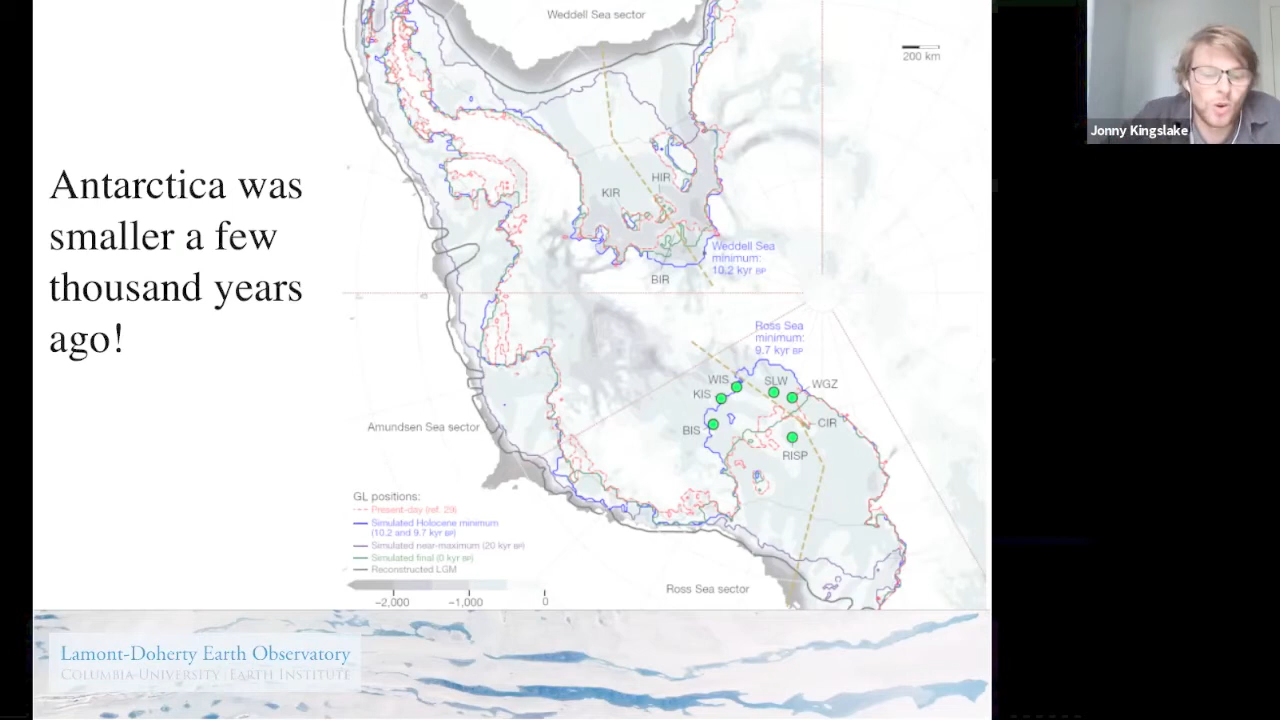 Weddell Sea sector
200 km
Jonny Kingslake
Antarctica was
smaller a few
thousand years
ago!
HIR
KIR
BIR
Weddell Sea
minimum:
10.2 kyr BP
Ross Sea
minimum:
9.7 kyr BP
WIS
SLW
WGZ
KIS
BIS
CIR
RISP
Amundsen Sea sector
GL positions:
Present-day (ref. 29)
Simulated Holocene minimum
(10.2 and 9.7 kyr BP)
Simulated near-maximum (20 kyr BP)
Simulated final (0 kyr BP)
Reconstructed LGM
−2,000
−1,000
0
Ross Sea sector
Lamont-Doherty Earth Observatory
COLUMBIA UNIVERSITY | EARTH INSTITUTE